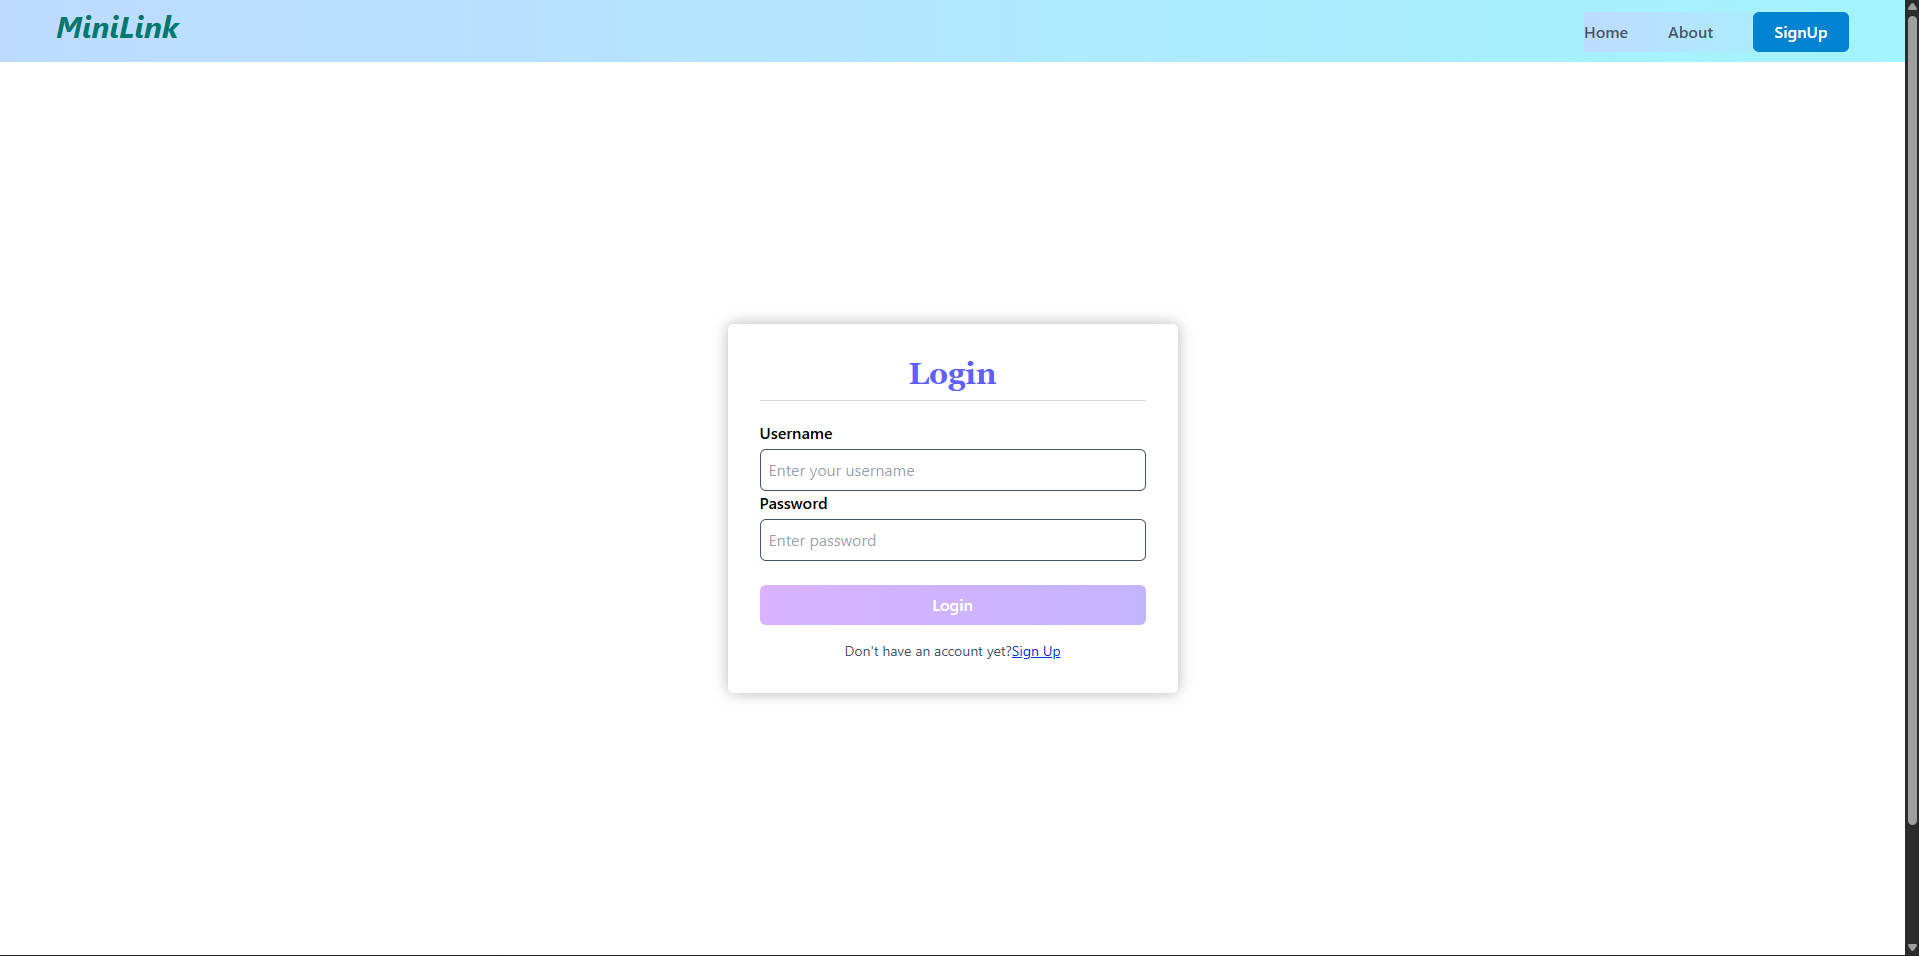 MiniLink
Home About SignUp
Login
Username
Enter your username
Password
Enter password
Login
Don't have an account yet?Sign Up